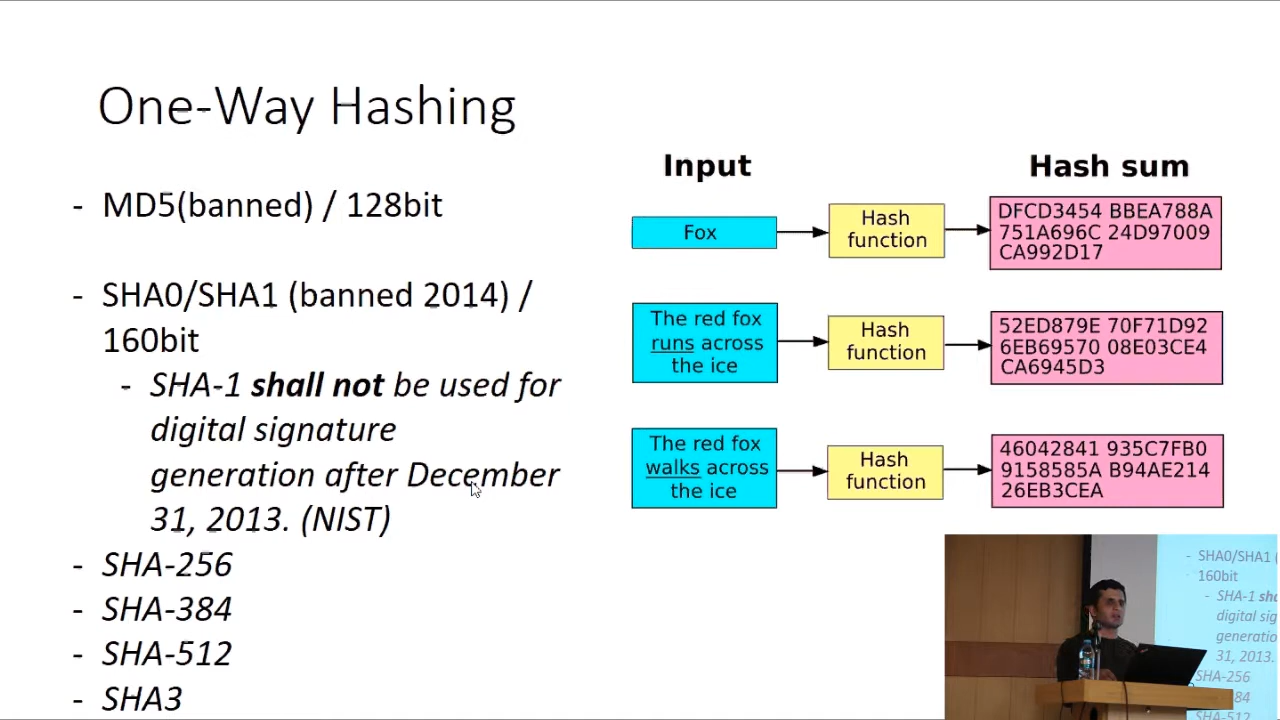 One-Way Hashing
- MD5(banned) / 128bit
- SHA0/SHA1 (banned 2014) /
160bit
- SHA-1 shall not be used for
digital signature
generation after December
31, 2013. (NIST)
- SHA-256
- SHA-384
- SHA-512
- SHA3
Input
Hash sum
Fox
Hash
function
DFCD3454 BBEA788A
751A696C 24D97009
CA992D17
The red fox
runs across
the ice
Hash
function
52ED879E 70F71D92
6EB69570 08E03CE4
CA6945D3
The red fox
walks across
the ice
Hash
function
46042841 935C7FB0
9158585A B94AE214
26EB3CEA
- SHA0/SHA1 (
160bit
- SHA-1 sha
digital sig
generatio
31, 2013.
SHA-256
84
SHA-512